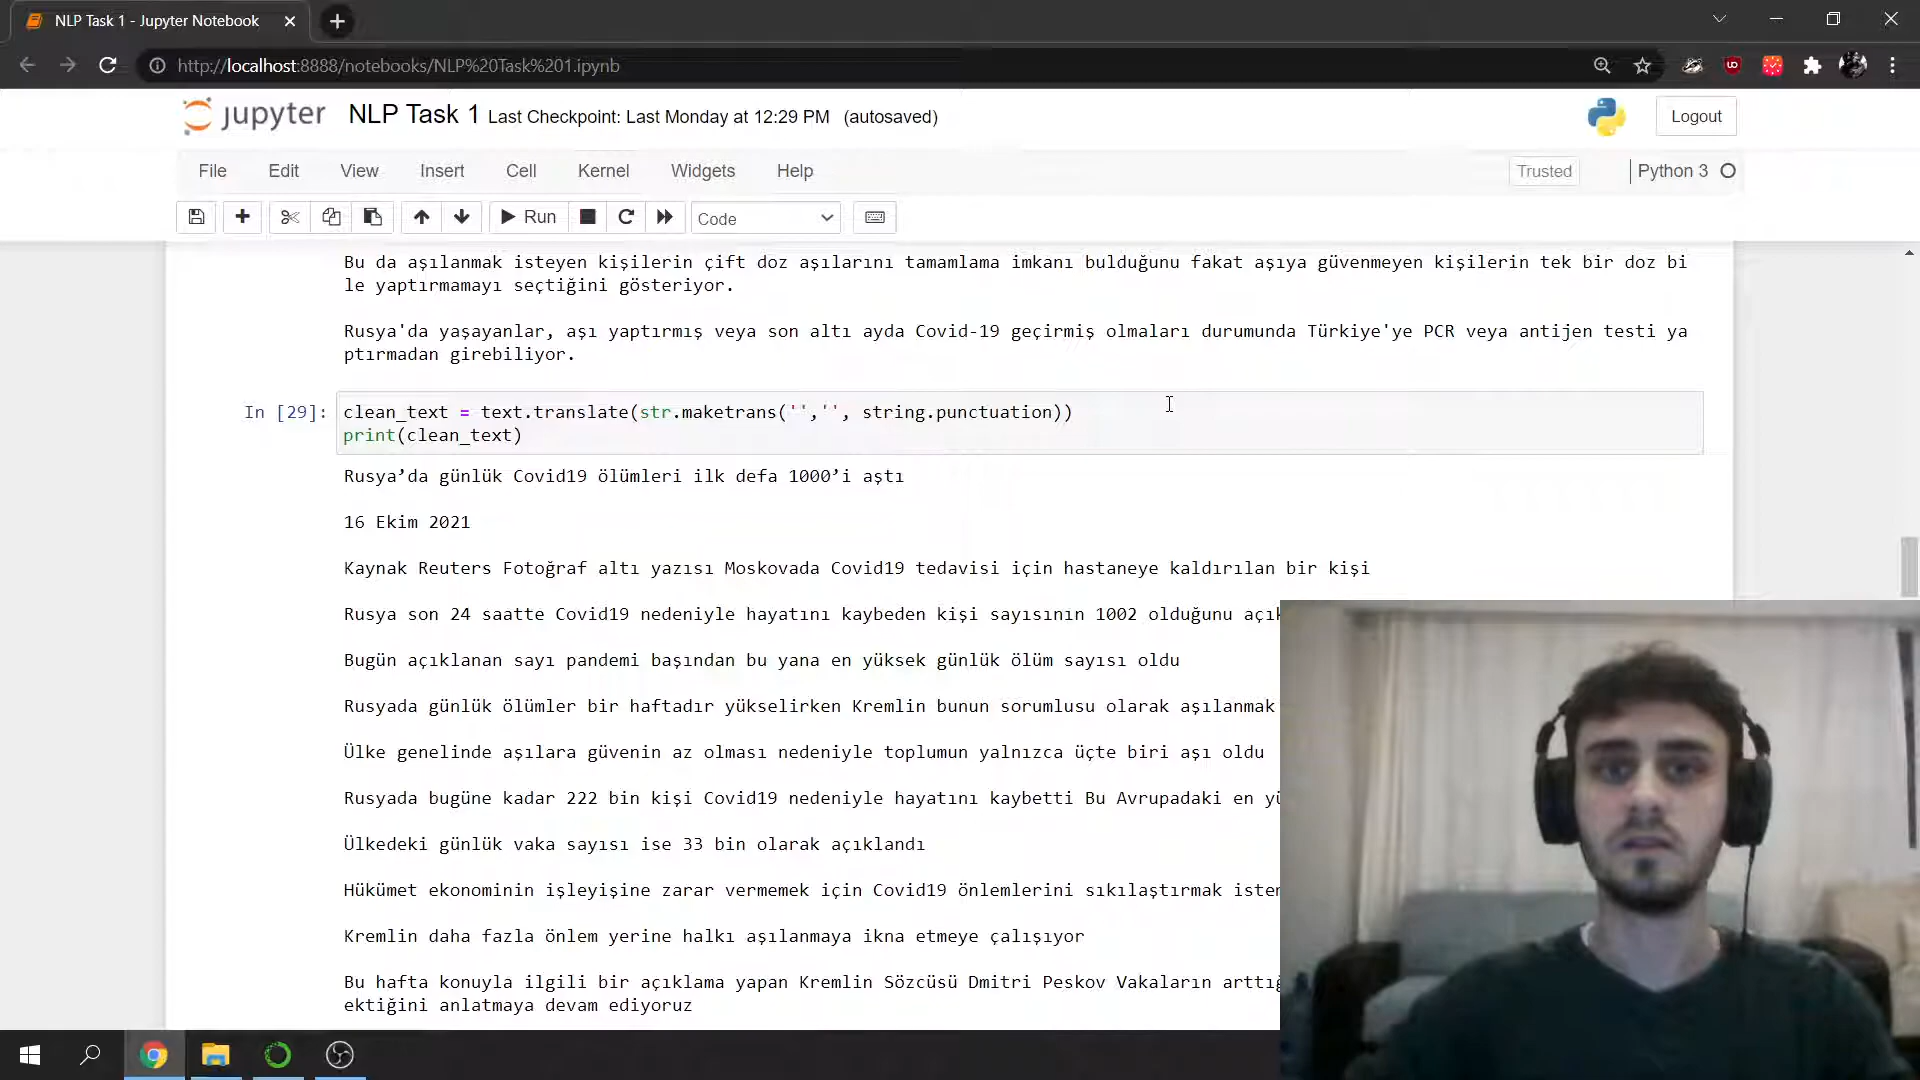 NLP Task 1 - Jupyter Notebook
http://localhost:8888/notebooks/NLP%20Task%201.ipynb
jupyter NLP Task 1 Last Checkpoint: Last Monday at 12:29 PM (autosaved)
Logout
File Edit View Insert Cell Kernel Widgets Help
Trusted Python 3
Run Code
Bu da aşılanmak isteyen kişilerin çift doz aşılarını tamamlama imkanı bulduğunu fakat aşıya güvenmeyen kişilerin tek bir doz bi
le yaptırmamayı seçtiğini gösteriyor.
Rusya'da yaşayanlar, aşı yaptırmış veya son altı ayda Covid-19 geçirmiş olmaları durumunda Türkiye'ye PCR veya antijen testi ya
ptırmadan girebiliyor.
In [29]: clean_text = text.translate(str.maketrans('','', string.punctuation))
print(clean_text)
Rusya’da günlük Covid19 ölümleri ilk defa 1000’i aştı
16 Ekim 2021
Kaynak Reuters Fotoğraf altı yazısı Moskovada Covid19 tedavisi için hastaneye kaldırılan bir kişi
Rusya son 24 saatte Covid19 nedeniyle hayatını kaybeden kişi sayısının 1002 olduğunu açık
Bugün açıklanan sayı pandemi başından bu yana en yüksek günlük ölüm sayısı oldu
Rusyada günlük ölümler bir haftadır yükselirken Kremlin bunun sorumlusu olarak aşılanmak
Ülke genelinde aşılara güvenin az olması nedeniyle toplumun yalnızca üçte biri aşı oldu
Rusyada bugüne kadar 222 bin kişi Covid19 nedeniyle hayatını kaybetti Bu Avrupadaki en yü
Ülkedeki günlük vaka sayısı ise 33 bin olarak açıklandı
Hükümet ekonominin işleyişine zarar vermemek için Covid19 önlemlerini sıkılaştırmak isten
Kremlin daha fazla önlem yerine halkı aşılanmaya ikna etmeye çalışıyor
Bu hafta konuyla ilgili bir açıklama yapan Kremlin Sözcüsü Dmitri Peskov Vakaların arttığ
ektiğini anlatmaya devam ediyoruz